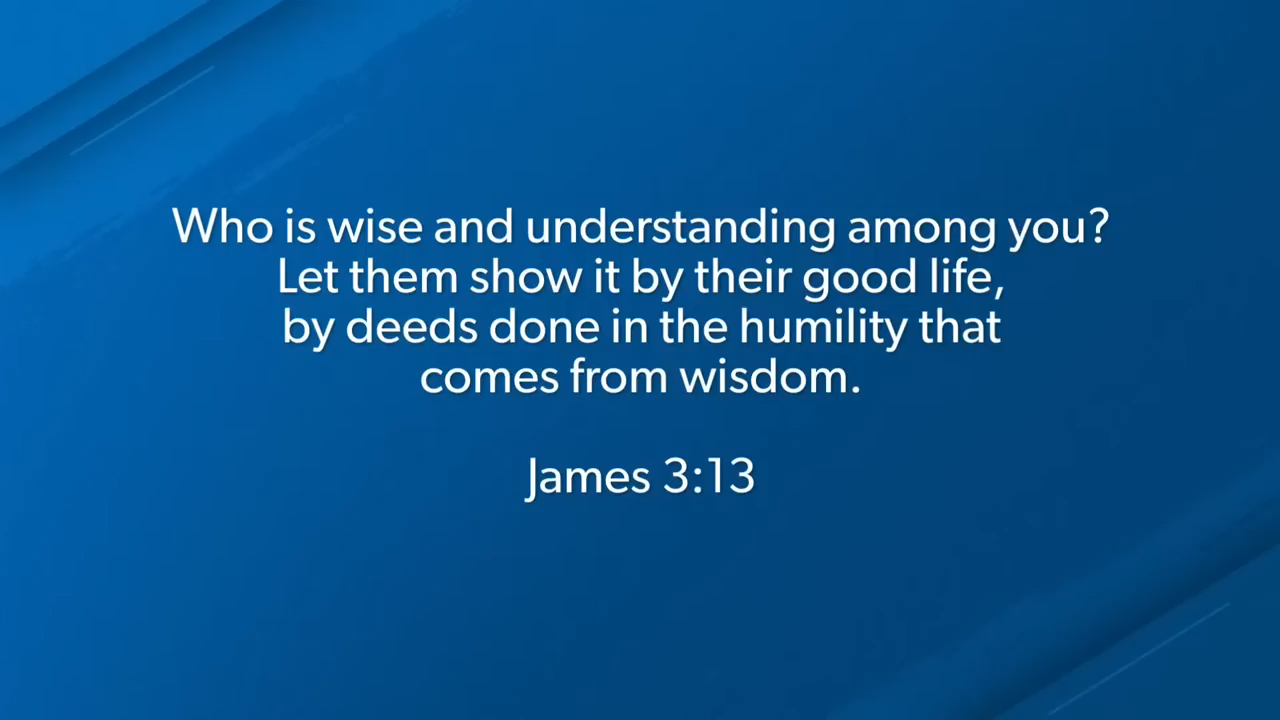 Who is wise and understanding among you?
Let them show it by their good life,
by deeds done in the humility that
comes from wisdom.
James 3:13